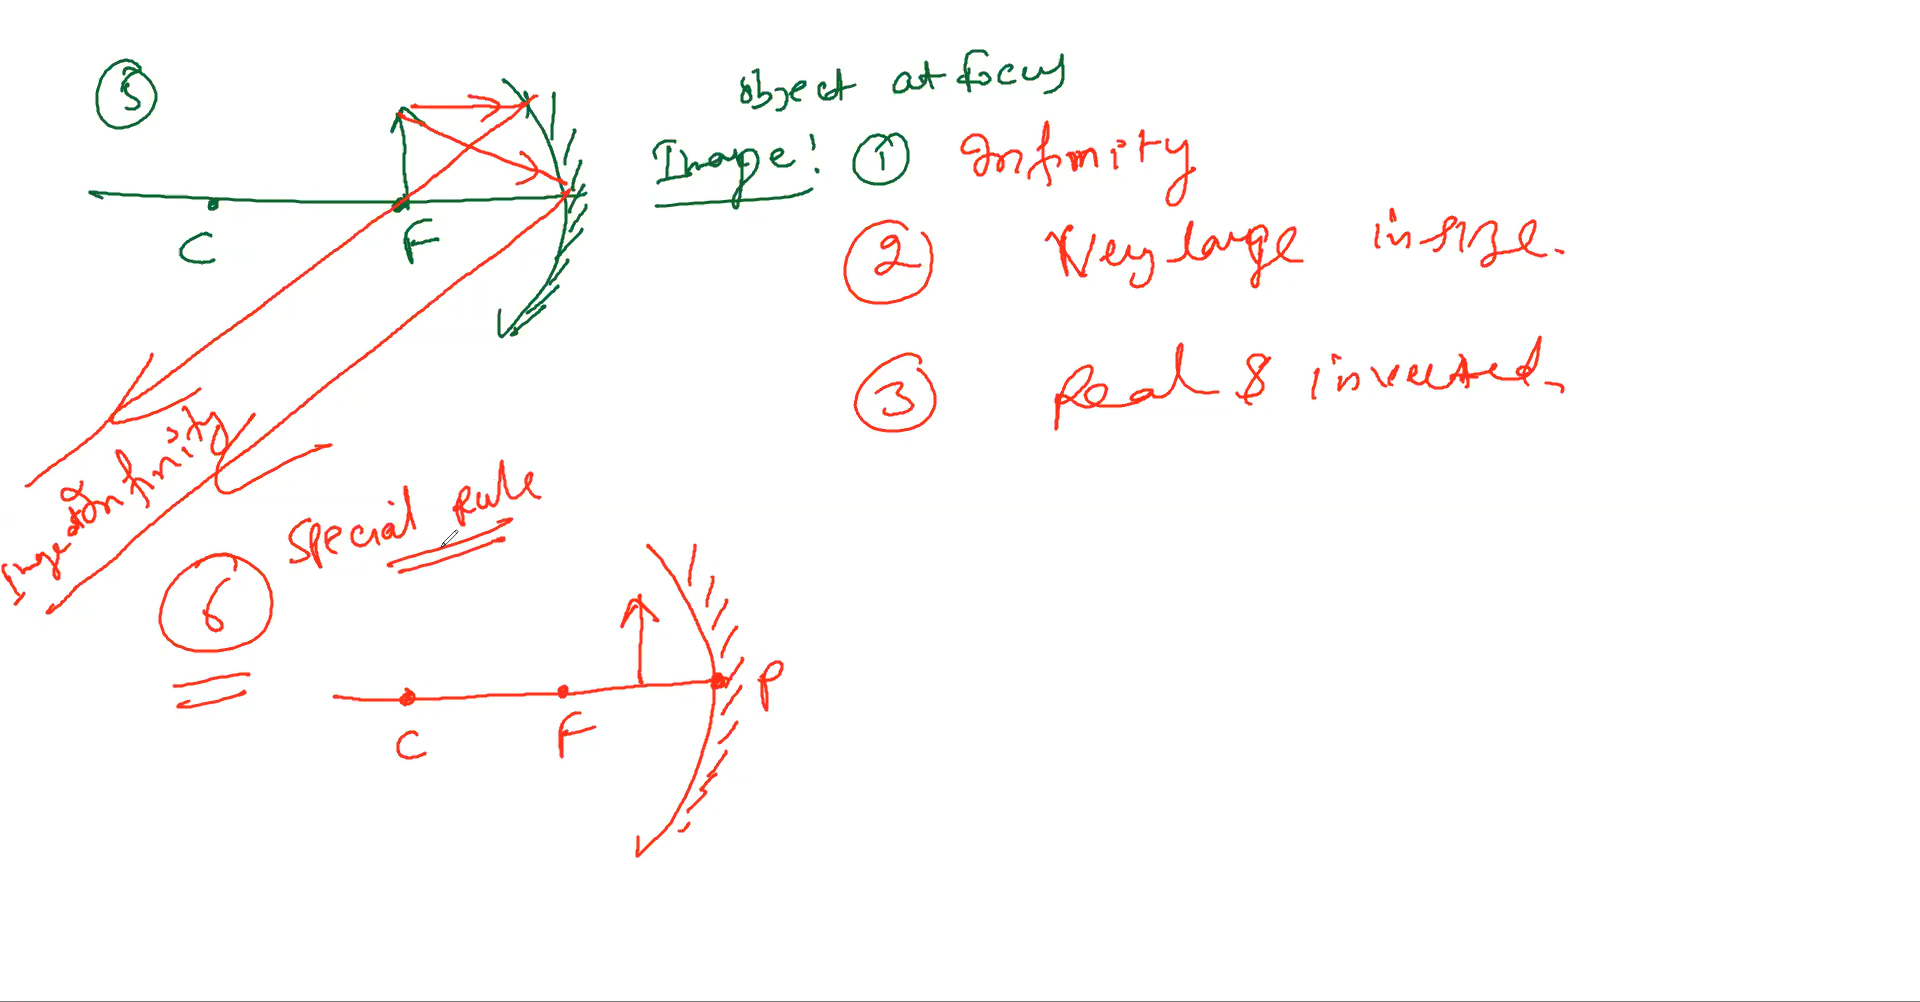 5
object at focus
Image! 1 Infinity
C F
2 Very large in size.
3 Real & inverted.
Image at Infinity
Special Rule
6
P
C F